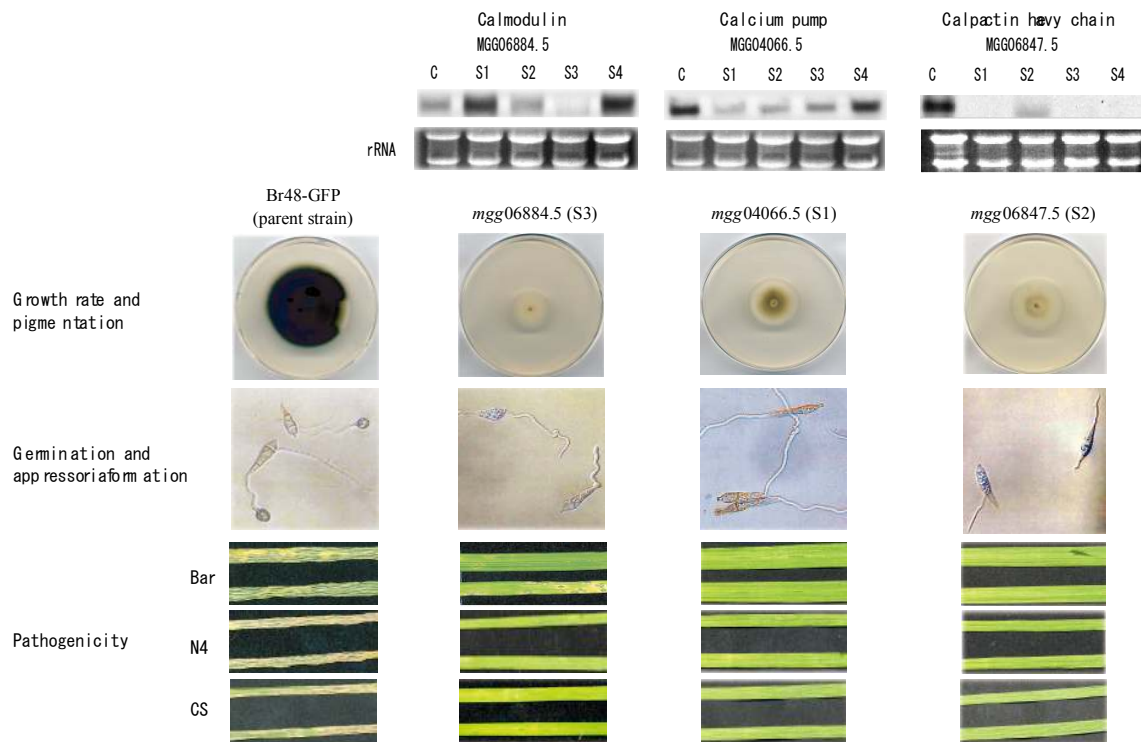 Calmodulin
MGG06884.5
C S1 S2 S3 S4
Calcium pump
MGG04066.5
C S1 S2 S3 S4
Calpactin heavy chain
MGG06847.5
C S1 S2 S3 S4
rRNA
Br48-GFP
(parent strain)
mgg06884.5 (S3)
mgg04066.5 (S1)
mgg06847.5 (S2)
Growth rate and
pigmentation
Germination and
appressoria formation
Pathogenicity
Bar
N4
CS